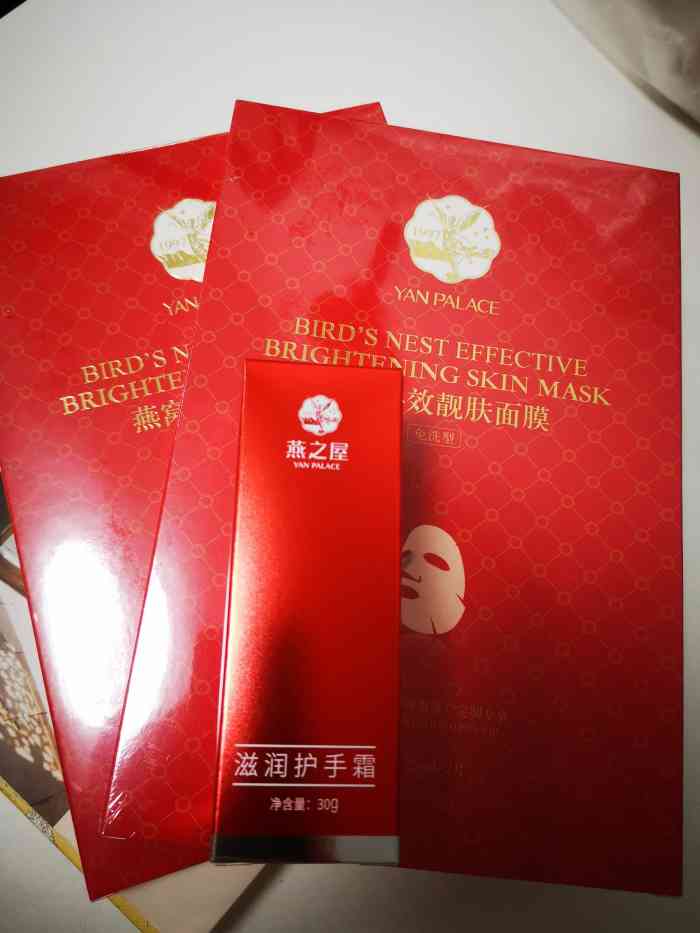 1997
YAN
BIRD'S N
BRIGHTE
燕窝
1997
YAN PALACE
BIRD'S NEST EFFECTIVE
BRIGHTENING SKIN MASK
效靓肤面膜
免洗型
燕之屋
YAN PALACE
滋润护手霜
净含量：30g